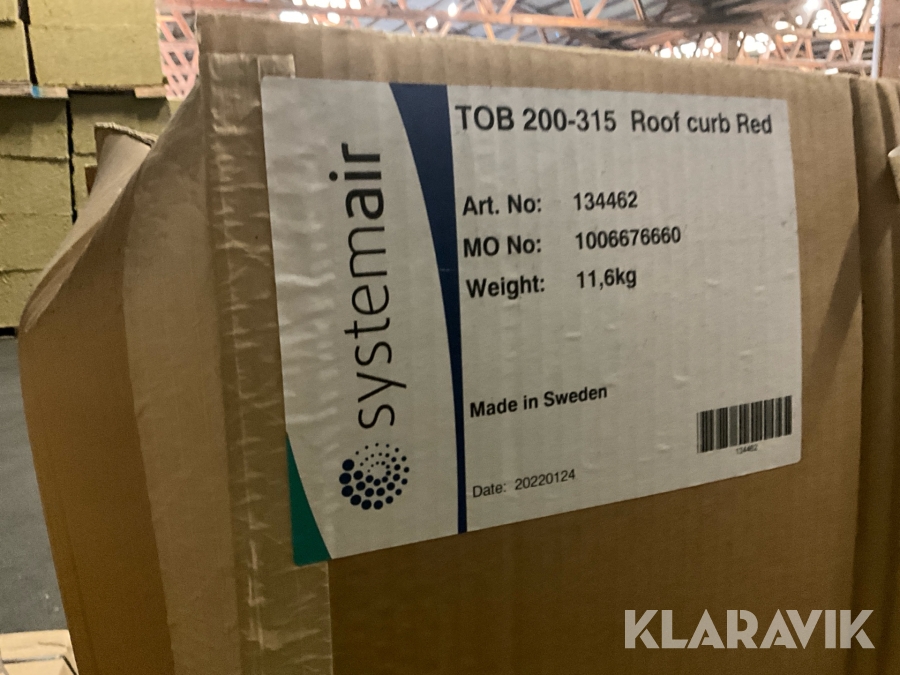 TOB 200-315 Roof curb Red
Art. No: 134462
MO No: 1006676660
Weight: 11,6kg
Made in Sweden
134462
Date: 20220124
systemair
KLARAVIK